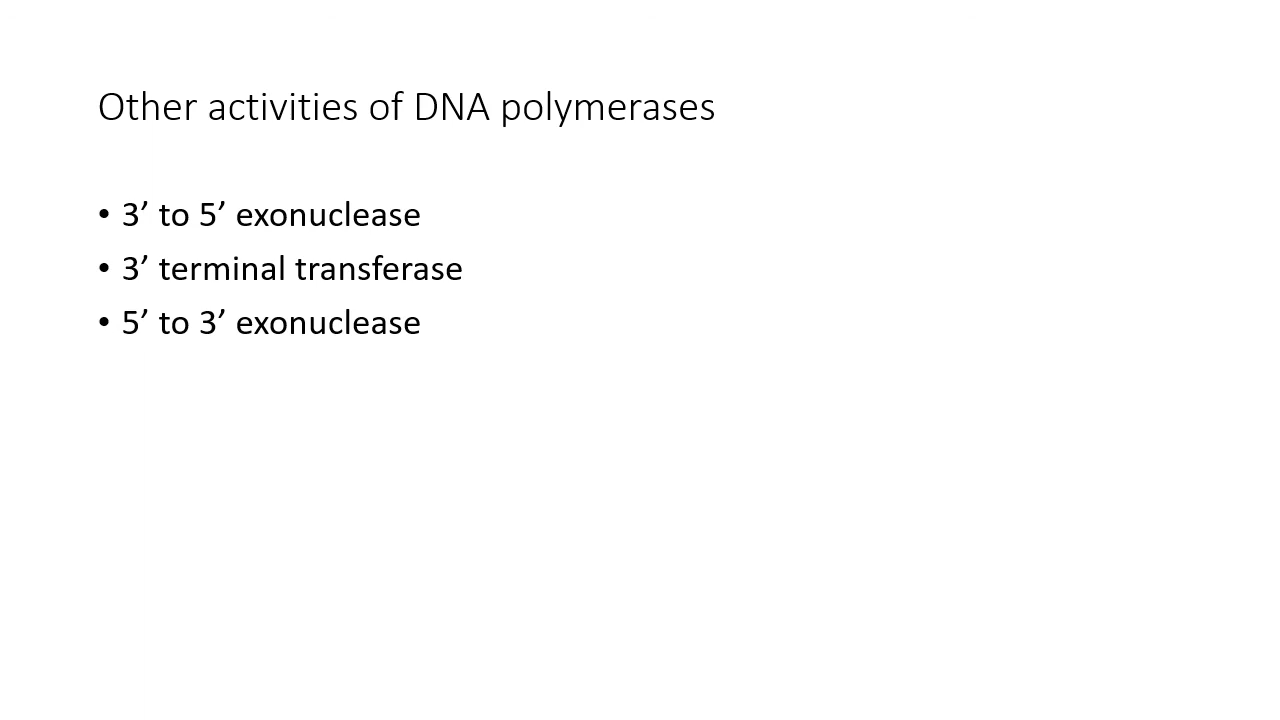 Other activities of DNA polymerases
• 3’ to 5’ exonuclease
• 3’ terminal transferase
• 5’ to 3’ exonuclease